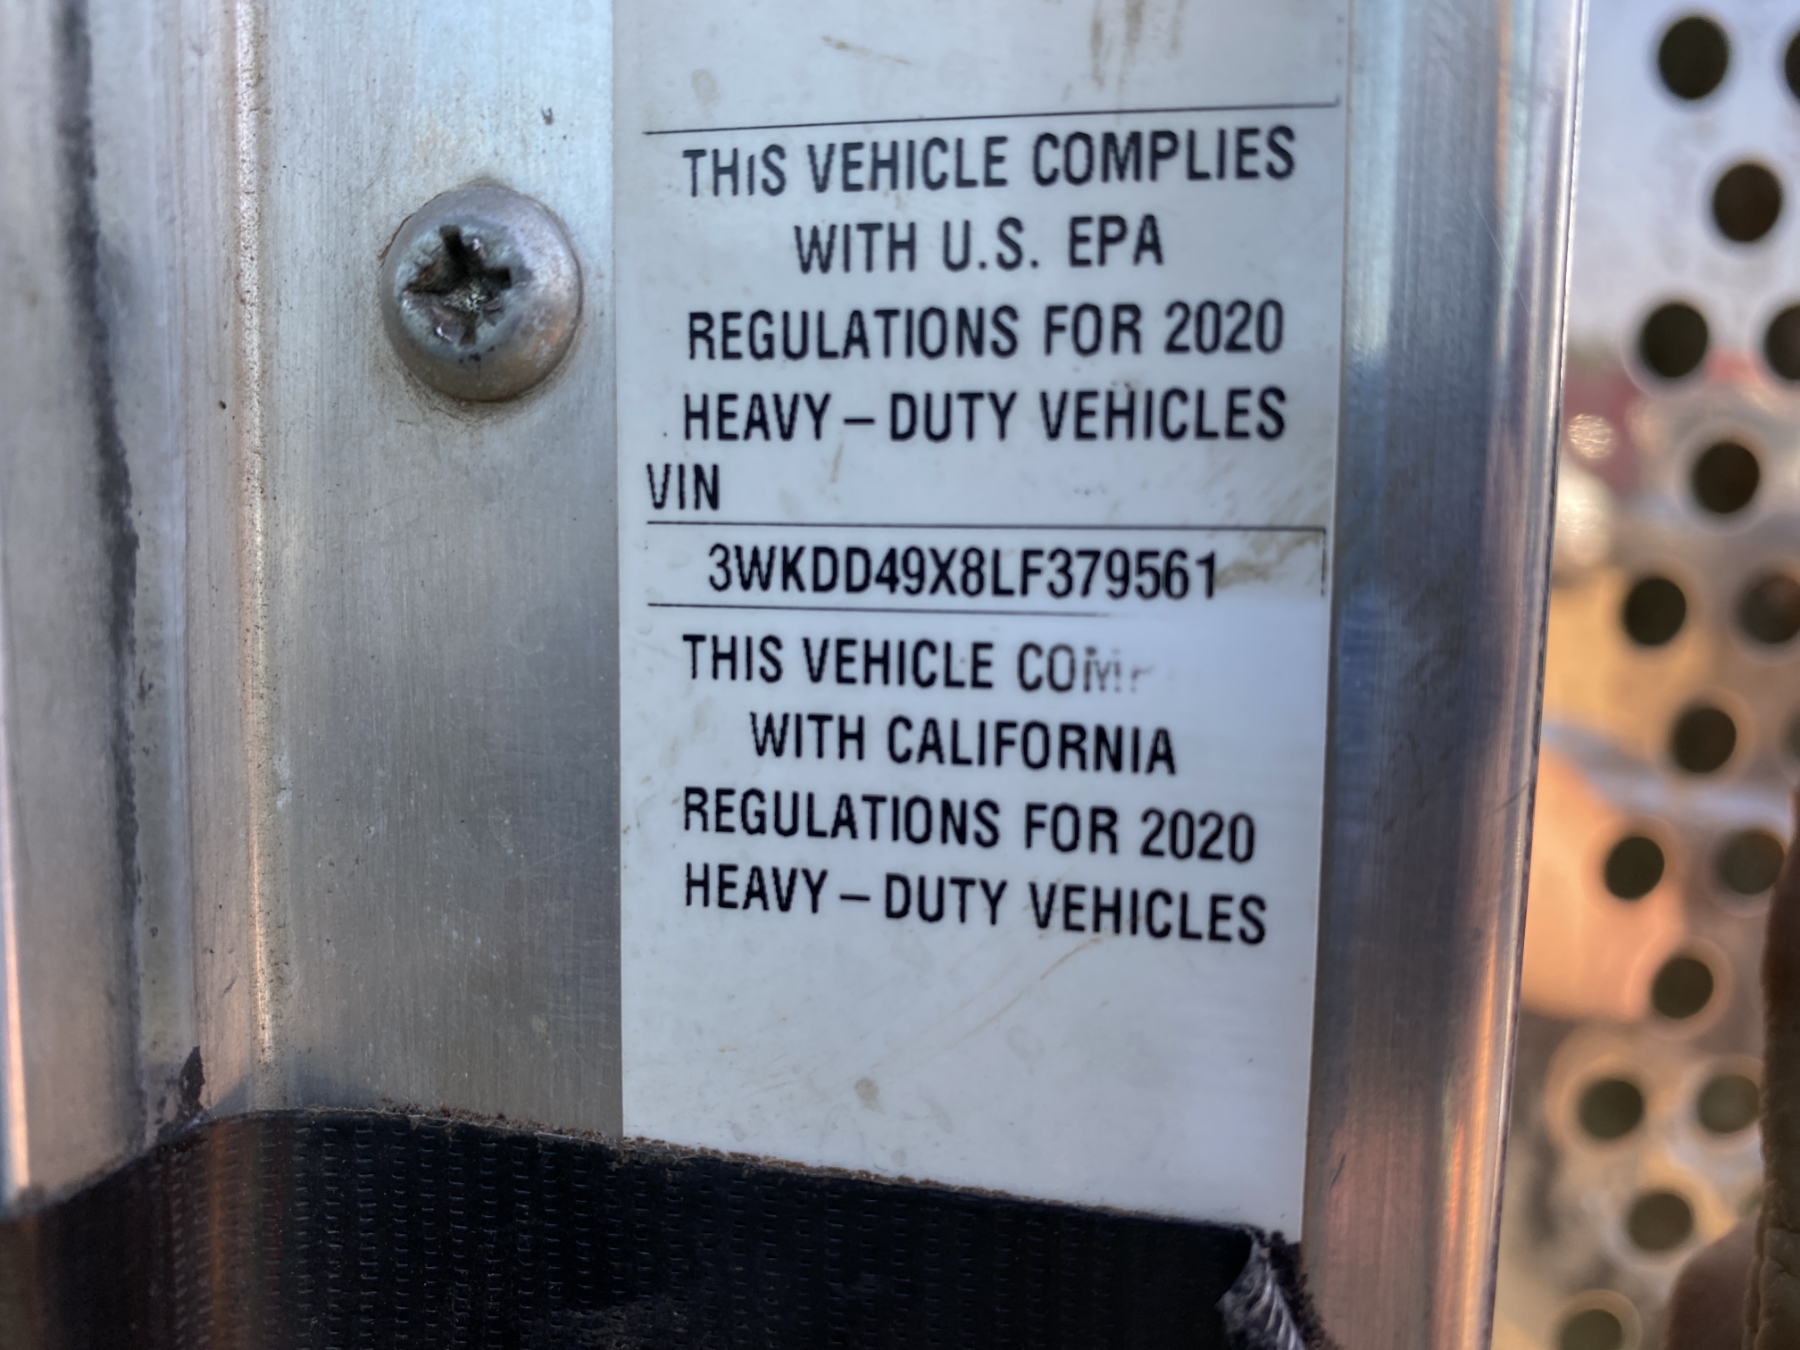 THIS VEHICLE COMPLIES
WITH U.S. EPA
REGULATIONS FOR 2020
HEAVY – DUTY VEHICLES
VIN
3WKDD49X8LF379561
THIS VEHICLE
WITH CALIFORNIA
REGULATIONS FOR 2020
HEAVY – DUTY VEHICLES